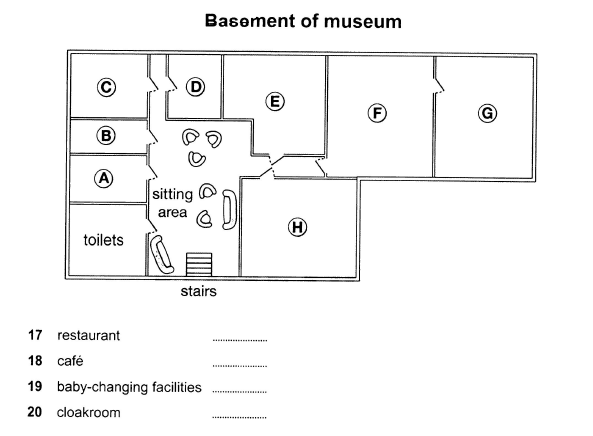 Basement of museum
C
D
E
F
G
B
A
sitting
area
H
toilets
stairs
17 restaurant ......................
18 café ......................
19 baby-changing facilities ......................
20 cloakroom ......................